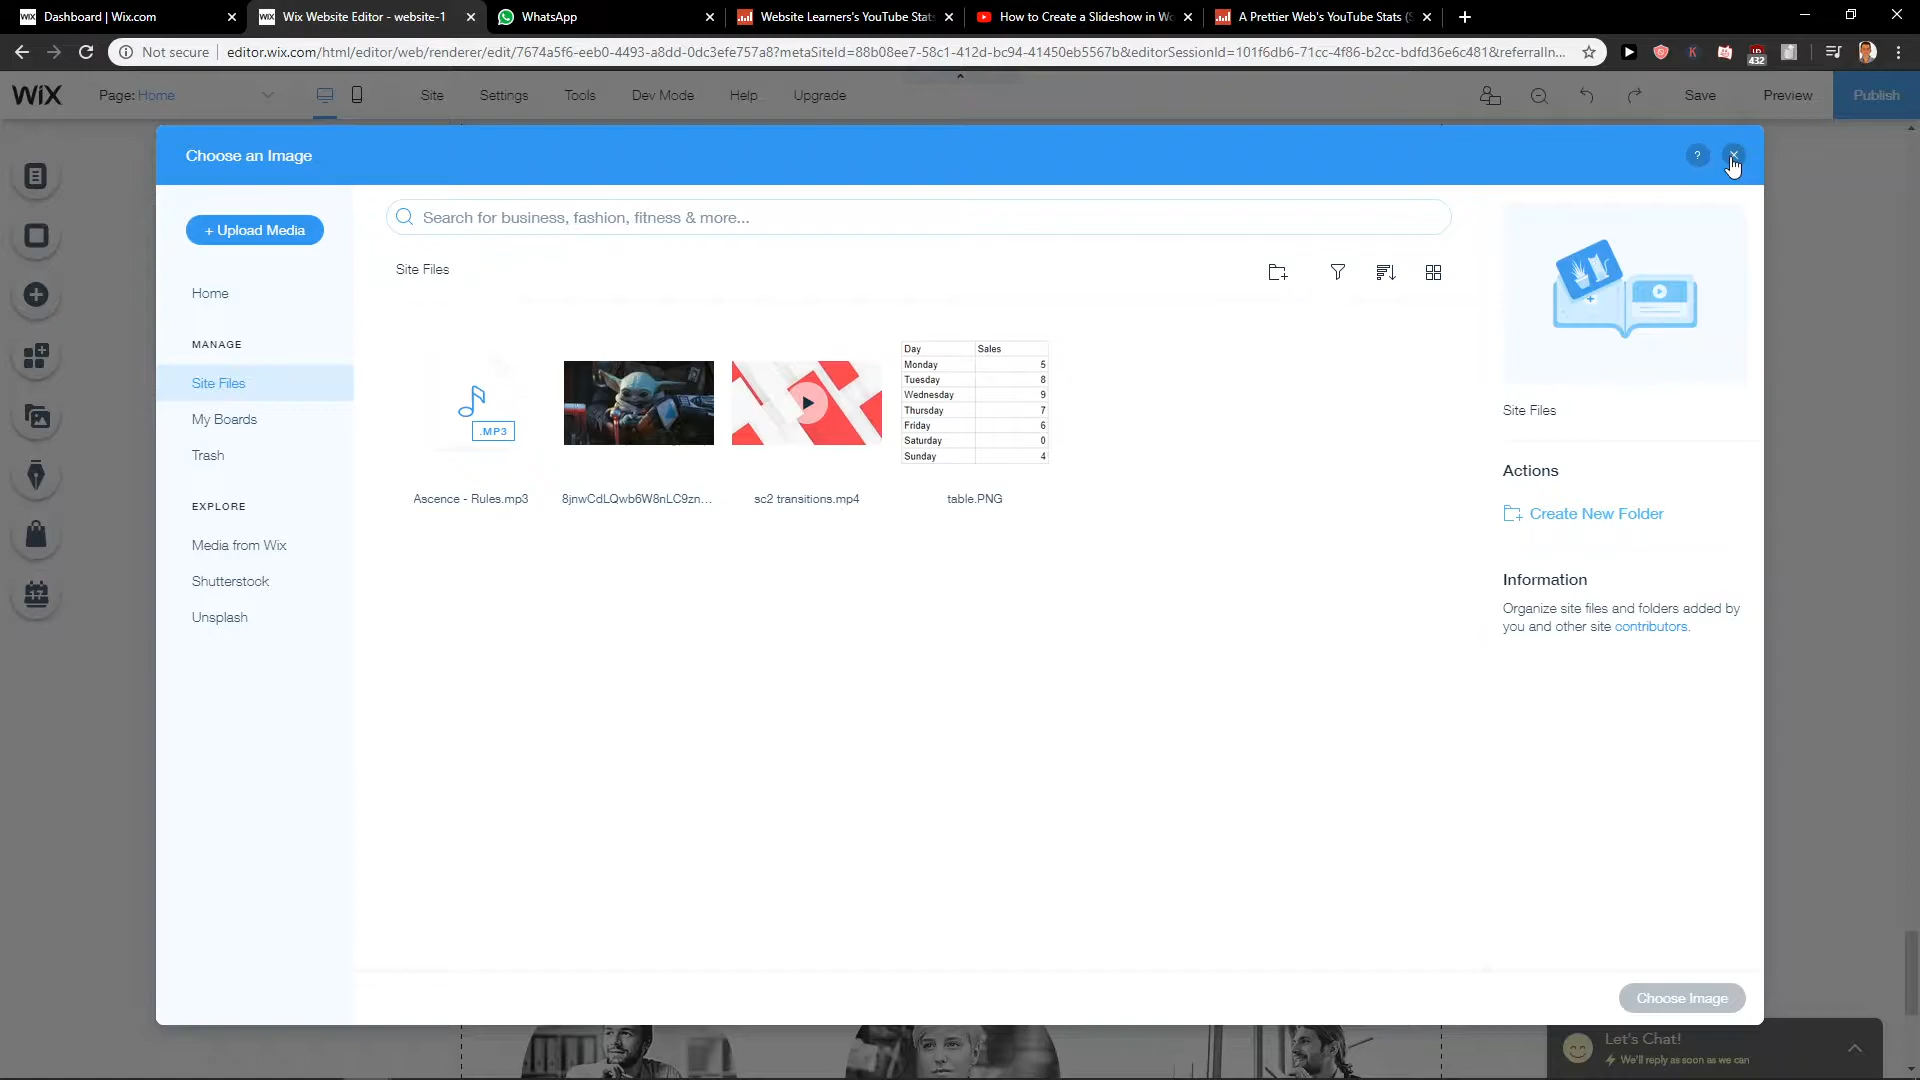 Dashboard | Wix.com
Wix Website Editor - website-1
WhatsApp
Website Learners's YouTube Stats
How to Create a Slideshow in Wo
A Prettier Web's YouTube Stats (S
Not secure
editor.wix.com/html/editor/web/renderer/edit/7674a5f6-eeb0-4493-a8dd-0dc3efe757a8?metaSiteId=88b08ee7-58c1-412d-bc94-41450eb5567b&editorSessionId=101f6db6-71cc-4f86-b2cc-bdfd36e6c481&referralIn...
432
WiX
Page: Home
Site
Settings
Tools
Dev Mode
Help
Upgrade
Save
Preview
Publish
Choose an Image
?
+ Upload Media
Search for business, fashion, fitness & more...
Home
Site Files
MANAGE
Site Files
My Boards
Trash
EXPLORE
Media from Wix
Shutterstock
Unsplash
.MP3
Day Sales
Monday 5
Tuesday 8
Wednesday 9
Thursday 7
Friday 6
Saturday 0
Sunday 4
Ascence - Rules.mp3
8jnwCdLQwb6W8nLC9zn...
sc2 transitions.mp4
table.PNG
Site Files
Actions
Create New Folder
Information
Organize site files and folders added by
you and other site contributors.
Choose Image
17
Let's Chat!
We'll reply as soon as we can